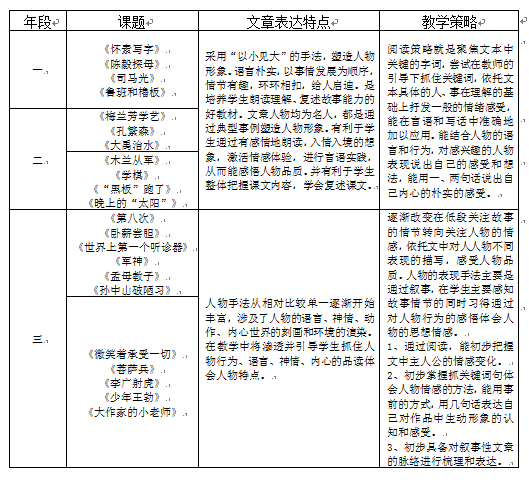 年段 课题 文章表达特点 教学策略
一
《怀素写字》
《陈毅探母》
《司马光》
《鲁班和橹板》
二
《梅兰芳学艺》
《孔繁森》
《大禹治水》
《木兰从军》
《学棋》
《“黑板”跑了》
《晚上的“太阳”》
采用“以小见大”的手法，塑造人物
形象。语言朴实，以事情发展为顺序，
情节有趣，环环相扣，给人启迪。是
培养学生朗读理解、复述故事能力的
好教材。文章人物均为名人，都是通
过典型事例塑造人物形象。有利于学
生通过有感情地朗读，入情入境的想
象，激活情感体验，进行言语实践，
从而能感悟人物品质。并有利于学生
整体把握课文内容，学会复述课文。
阅读策略就是聚焦文本中
关键的字词，尝试在教师的
引导下抓住关键词，依托文
本具体的人、事在理解的基
础上抒发一般的情绪感受，
能在言语和写话中准确地
加以应用。能结合人物的语
言和行为，对感兴趣的人物
表现说出自己的感受和想
法，能用一、两句话说出自
己内心的朴实的感受。
三
《第八次》
《卧薪尝胆》
《世界上第一个听诊器》
《军神》
《孟母教子》
《孙中山破陋习》
《微笑着承受一切》
《菩萨兵》
《李广射虎》
《少年王勃》
《大作家的小老师》
人物手法从相对比较单一逐渐开始
丰富，涉及了人物的语言、神情、动
作、内心世界的刻画和环境的渲染。
在教学中将渗透并引导学生抓住人
物行为、语言、神情、内心的品读体
会人物特点。
逐渐改变在低段关注故事
的情节转向关注人物的情
感，依托文中对人物不同
表现的描写，感受人物品
质。人物的表现手法主要是
通过叙事，在学生主要感知
故事情节的同时习得通过
对人物行为的感悟体会人
物的思想情感。
1、通过阅读，能初步把握
文中主人公的情感变化。
2、初步掌握抓关键词句体
会人物情感的方法，能用事
前的方式，用几句话表达自
己对作品中生动形象的认
知和感受。
3、初步具备对叙事性文章
的脉络进行梳理和表达。